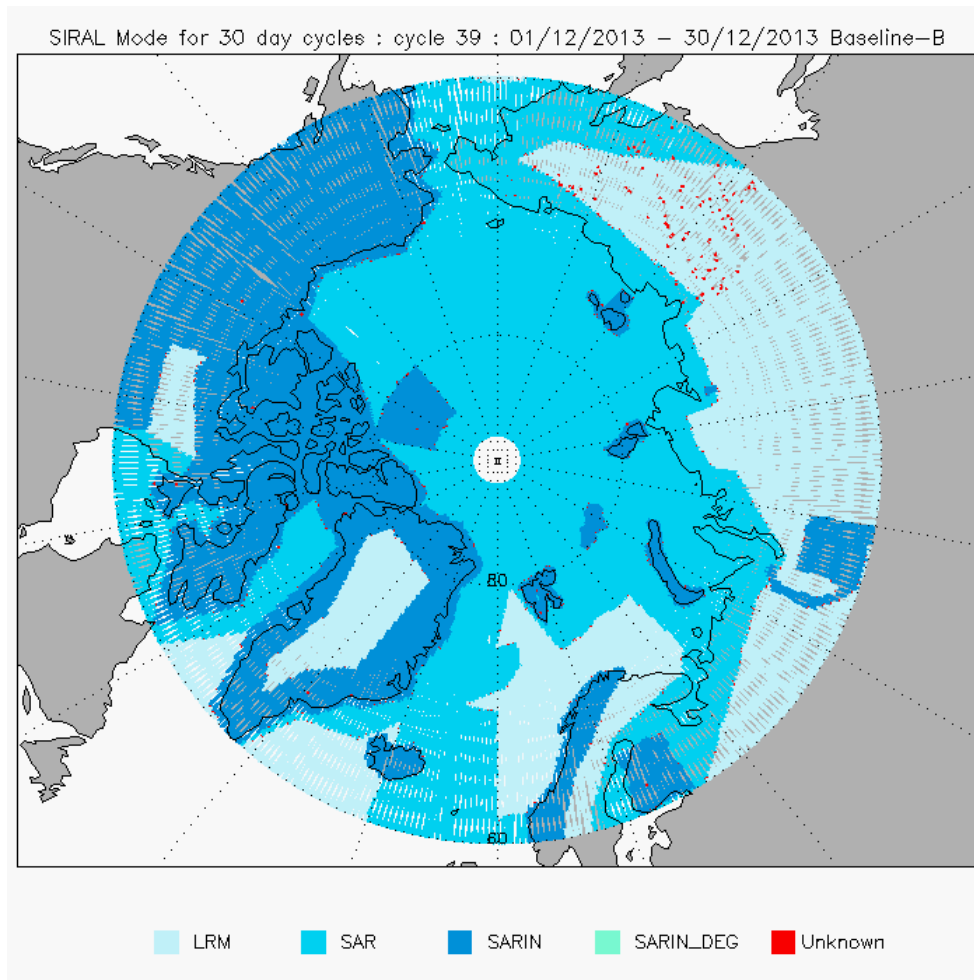 SIRAL Mode for 30 day cycles : cycle 39 : 01/12/2013 - 30/12/2013 Baseline-B
80
60
LRM SAR SARIN SARIN_DEG Unknown